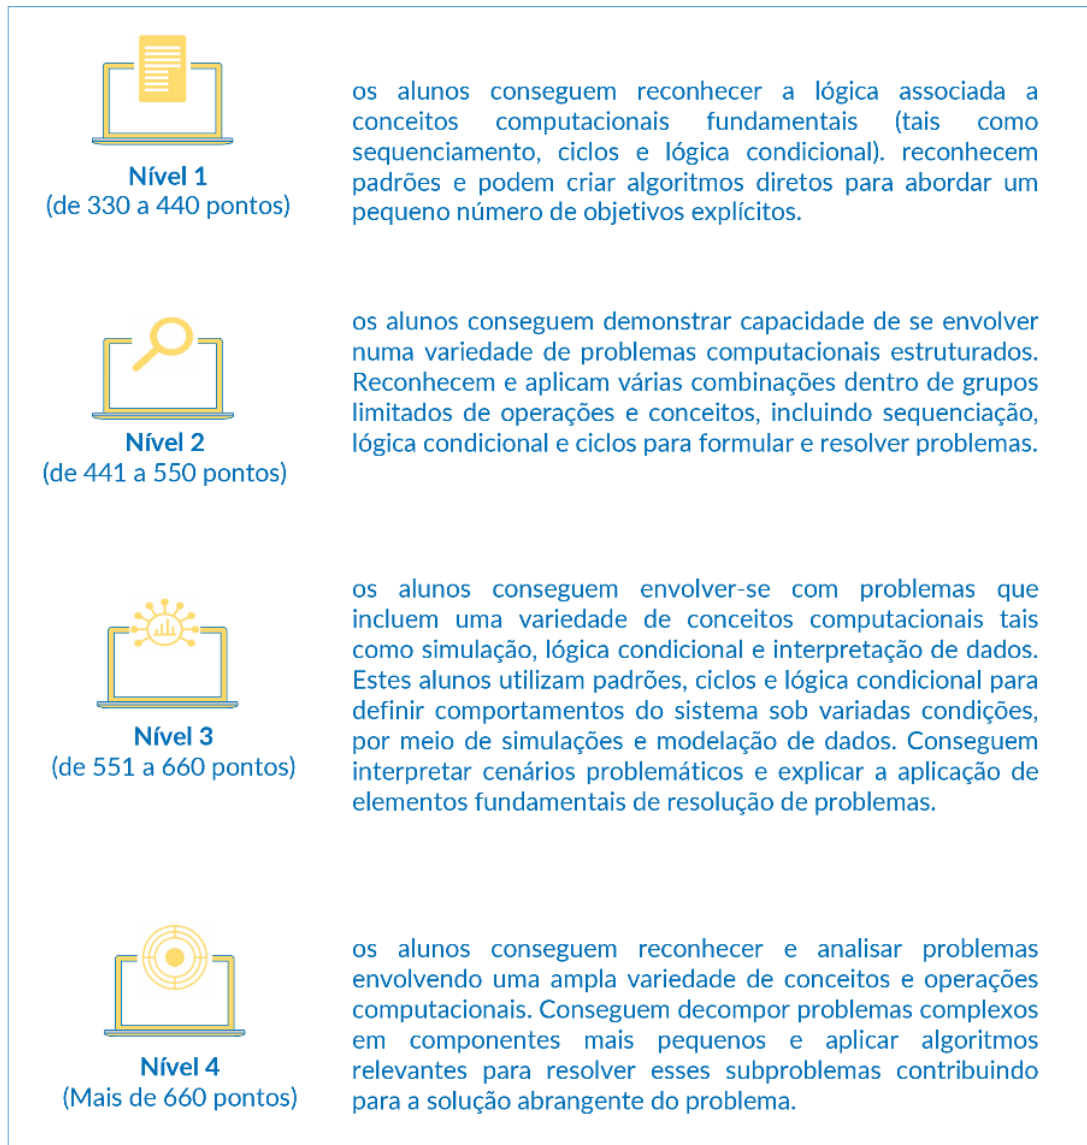 Nível 1
(de 330 a 440 pontos)
os alunos conseguem reconhecer a lógica associada a
conceitos computacionais fundamentais (tais como
sequenciamento, ciclos e lógica condicional). reconhecem
padrões e podem criar algoritmos diretos para abordar um
pequeno número de objetivos explícitos.
Nível 2
(de 441 a 550 pontos)
os alunos conseguem demonstrar capacidade de se envolver
numa variedade de problemas computacionais estruturados.
Reconhecem e aplicam várias combinações dentro de grupos
limitados de operações e conceitos, incluindo sequenciação,
lógica condicional e ciclos para formular e resolver problemas.
Nível 3
(de 551 a 660 pontos)
os alunos conseguem envolver-se com problemas que
incluem uma variedade de conceitos computacionais tais
como simulação, lógica condicional e interpretação de dados.
Estes alunos utilizam padrões, ciclos e lógica condicional para
definir comportamentos do sistema sob variadas condições,
por meio de simulações e modelação de dados. Conseguem
interpretar cenários problemáticos e explicar a aplicação de
elementos fundamentais de resolução de problemas.
Nível 4
(Mais de 660 pontos)
os alunos conseguem reconhecer e analisar problemas
envolvendo uma ampla variedade de conceitos e operações
computacionais. Conseguem decompor problemas complexos
em componentes mais pequenos e aplicar algoritmos
relevantes para resolver esses subproblemas contribuindo
para a solução abrangente do problema.